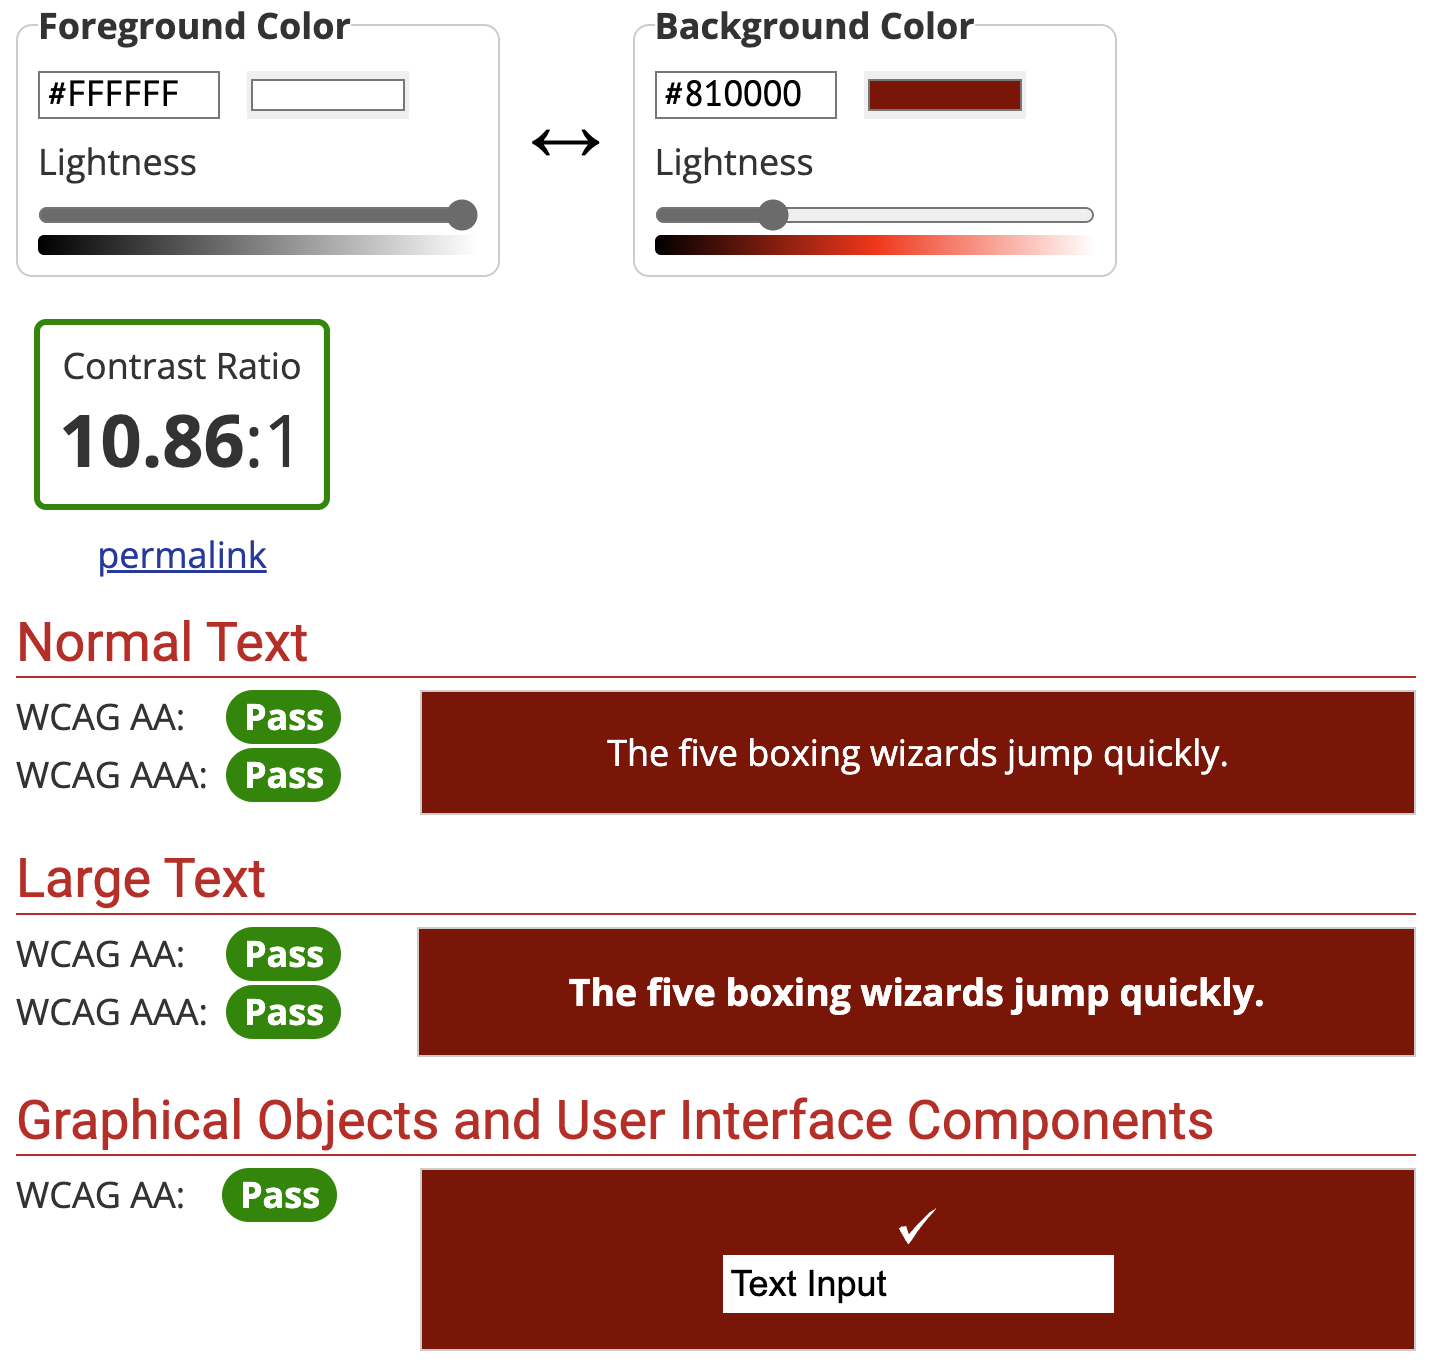 Foreground Color
#FFFFFF
Lightness
Background Color
#810000
Lightness
Contrast Ratio
10.86:1
permalink
Normal Text
WCAG AA: Pass
WCAG AAA: Pass
The five boxing wizards jump quickly.
Large Text
WCAG AA: Pass
WCAG AAA: Pass
The five boxing wizards jump quickly.
Graphical Objects and User Interface Components
WCAG AA: Pass
Text Input